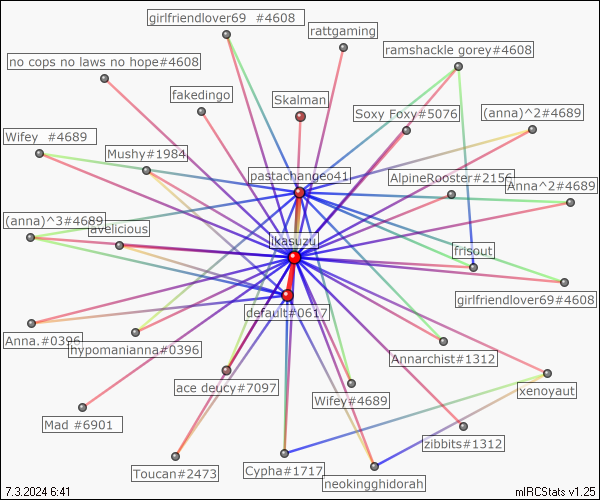 girlfriendlover69  #4608
rattgaming
ramshackle gorey#4608
no cops no laws no hope#4608
fakedingo
Skalman
Soxy Foxy#5076
(anna)^2#4689
Wifey  #4689
Mushy#1984
pastachangeo41
AlpineRooster#2156
Anna^2#4689
(anna)^3#4689
avelicious
ikasuzu
frisout
girlfriendlover69#4608
default#0617
Anna.#0396
hypomanianna#0396
Annarchist#1312
ace deucy#7097
Wifey#4689
xenoyaut
Mad #6901
zibbits#1312
Toucan#2473
Cypha#1717
neokingghidorah
7.3.2024 6:41
mIRCStats v1.25